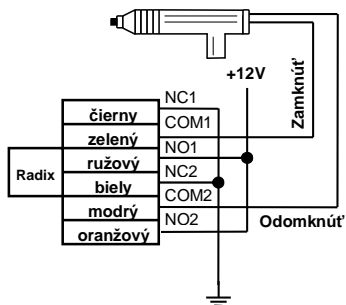 +12V
Zamknúť
NC1
čierny
COM1
zelený
NO1
Radix
ružový
NC2
biely
COM2
modrý
NO2
Odomknúť
oranžový